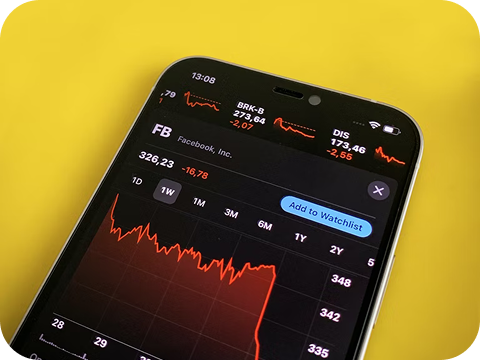 13:08
,79
BRK-B
273,64
-2,07
DIS
173,46
-2,55
FB Facebook, Inc.
326,23 -16,78
1D 1W 1M 3M 6M 1Y 2Y 5
Add to Watchlist
348
342
335
28 29